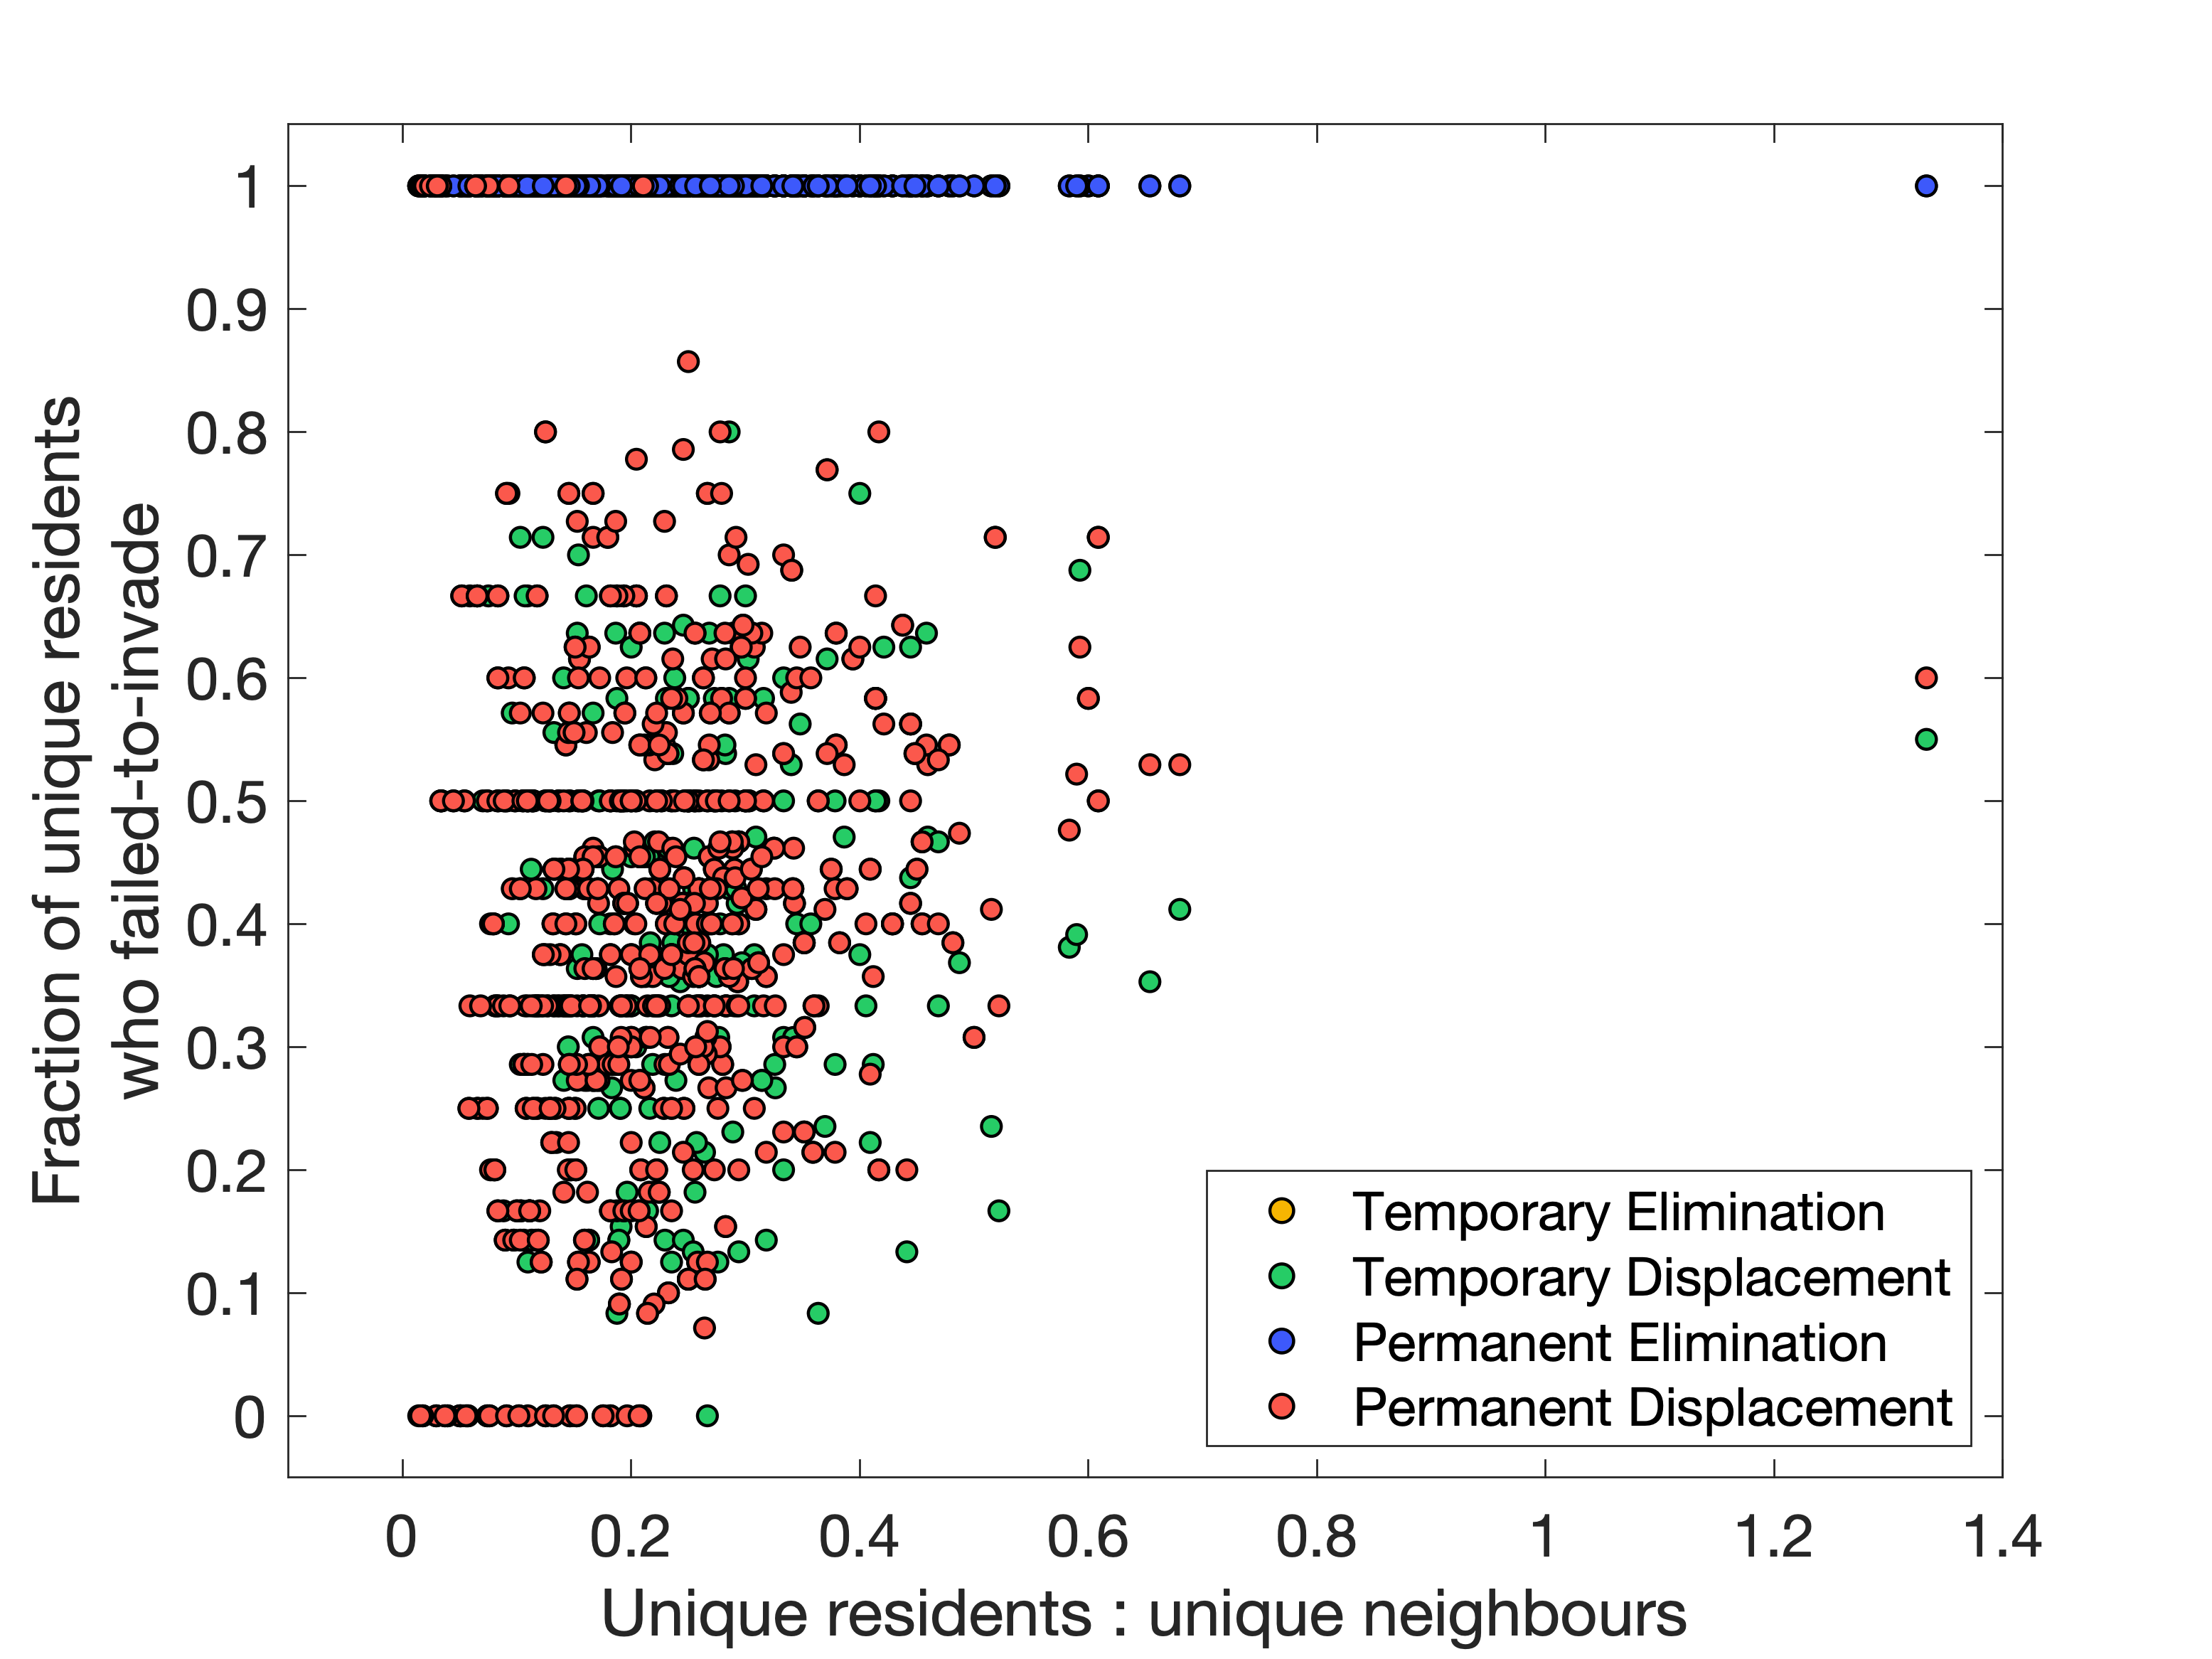 Fraction of unique residents
who failed-to-invade
1
0.9
0.8
0.7
0.6
0.5
0.4
0.3
0.2
0.1
0
Temporary Elimination
Temporary Displacement
Permanent Elimination
Permanent Displacement
0 0.2 0.4 0.6 0.8 1 1.2 1.4
Unique residents : unique neighbours